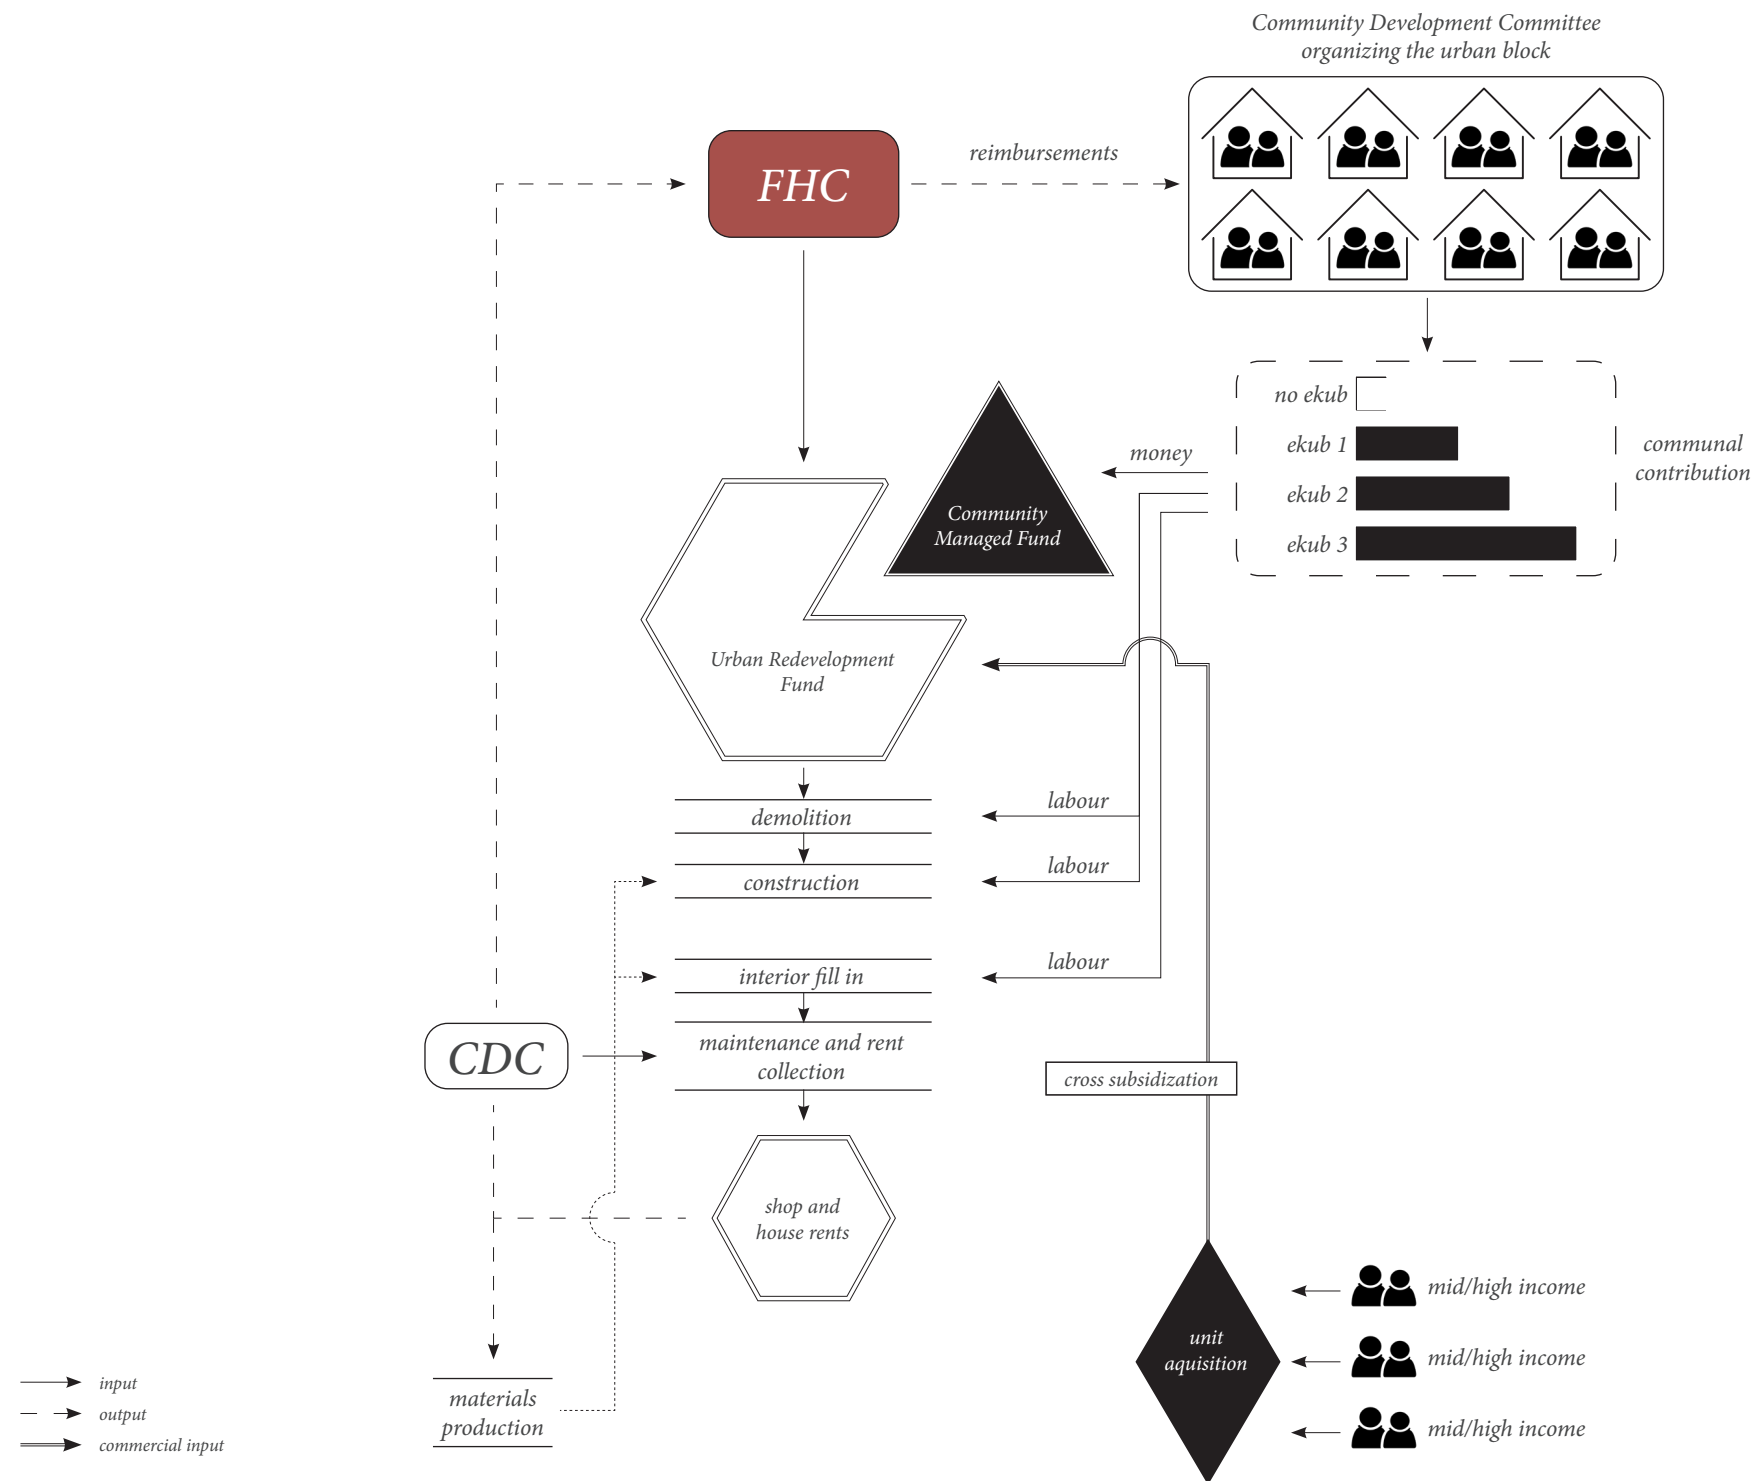 Community Development Committee
organizing the urban block
FHC
reimbursements
no ekub
ekub 1
ekub 2
ekub 3
communal
contribution
money
Community
Managed Fund
Urban Redevelopment
Fund
demolition
labour
construction
labour
interior fill in
labour
CDC
maintenance and rent
collection
cross subsidization
shop and
house rents
unit
aquisition
mid/high income
mid/high income
mid/high income
materials
production
input
output
commercial input